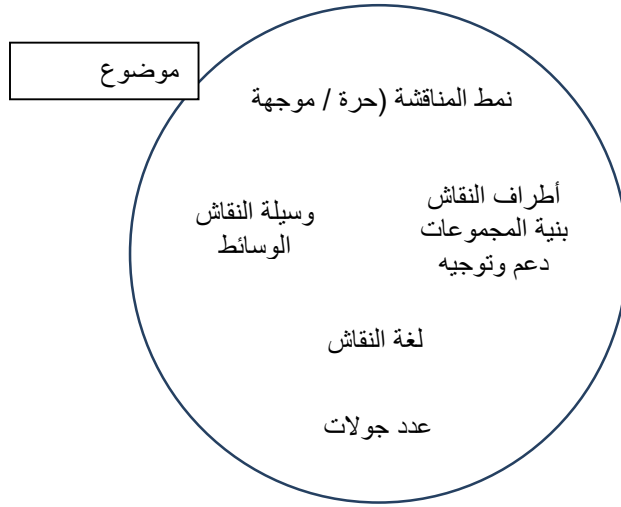 موضوع
نمط المناقشة (حرة / موجهة
أطراف النقاش
بنية المجموعات
دعم وتوجيه
وسيلة النقاش
الوسائط
لغة النقاش
عدد جولات